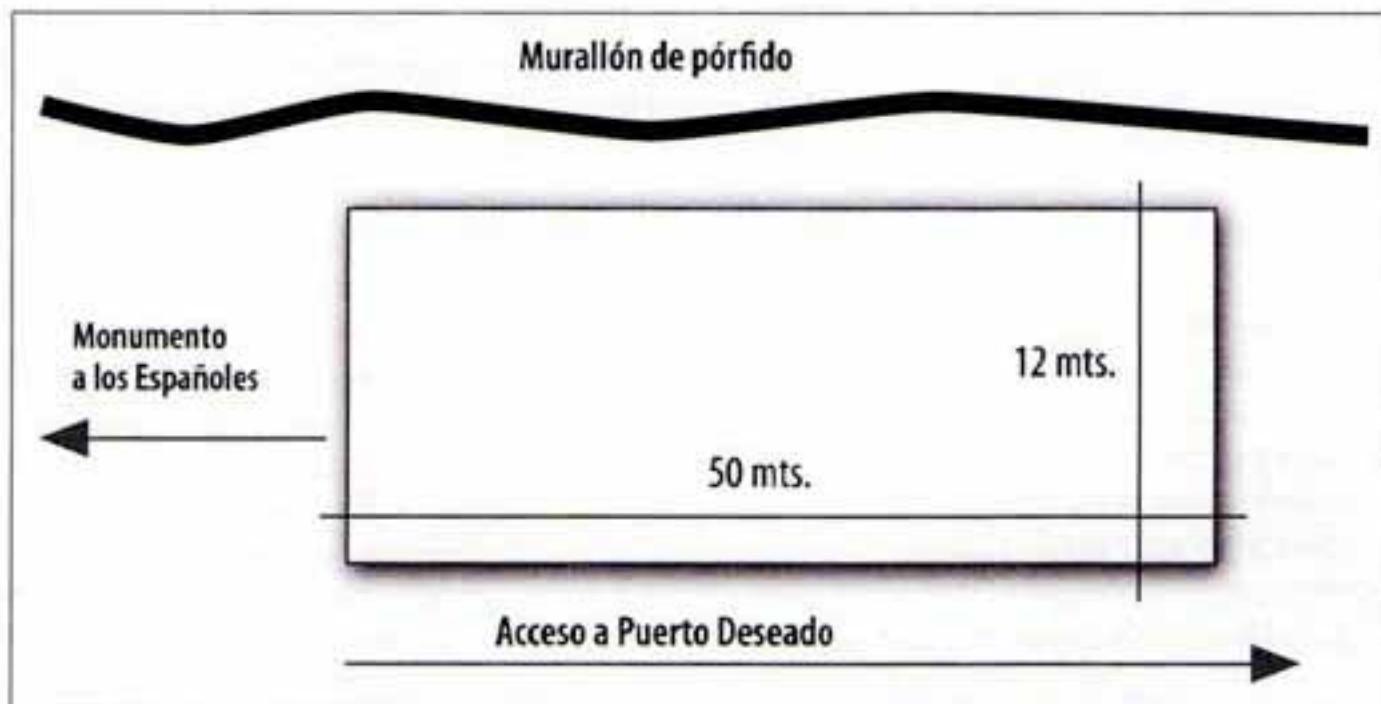 Murallón de pórfido
Monumento
a los Españoles
12 mts.
50 mts.
Acceso a Puerto Deseado